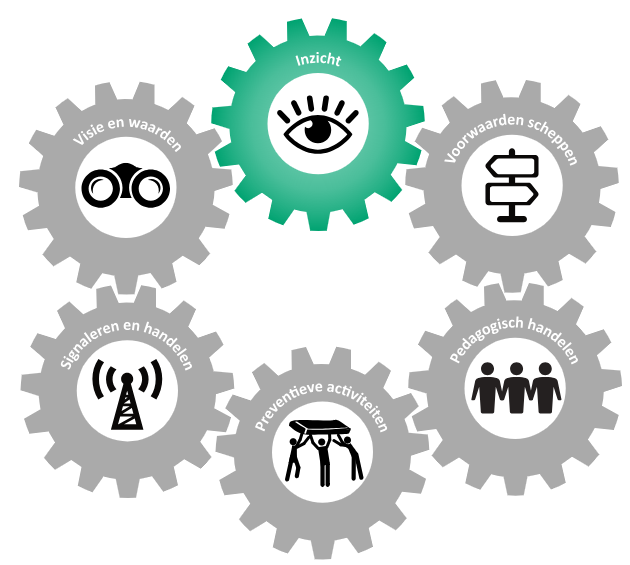 Inzicht
Visie en waarden
Voorwaarden scheppen
Signaleren en handelen
Pedagogisch handelen
Preventieve activiteiten